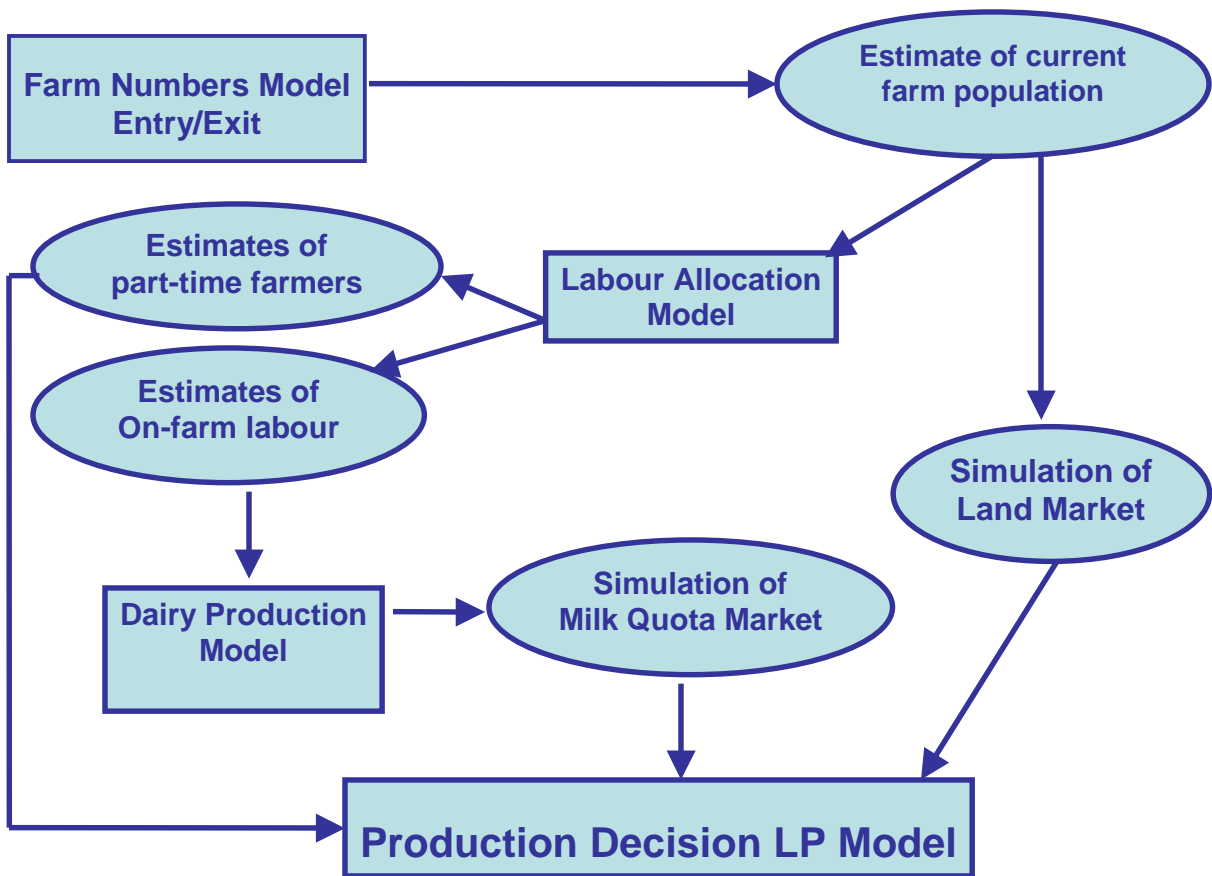 Farm Numbers Model
Entry/Exit
Estimate of current
farm population
Estimates of
part-time farmers
Labour Allocation
Model
Estimates of
On-farm labour
Simulation of
Land Market
Dairy Production
Model
Simulation of
Milk Quota Market
Production Decision LP Model